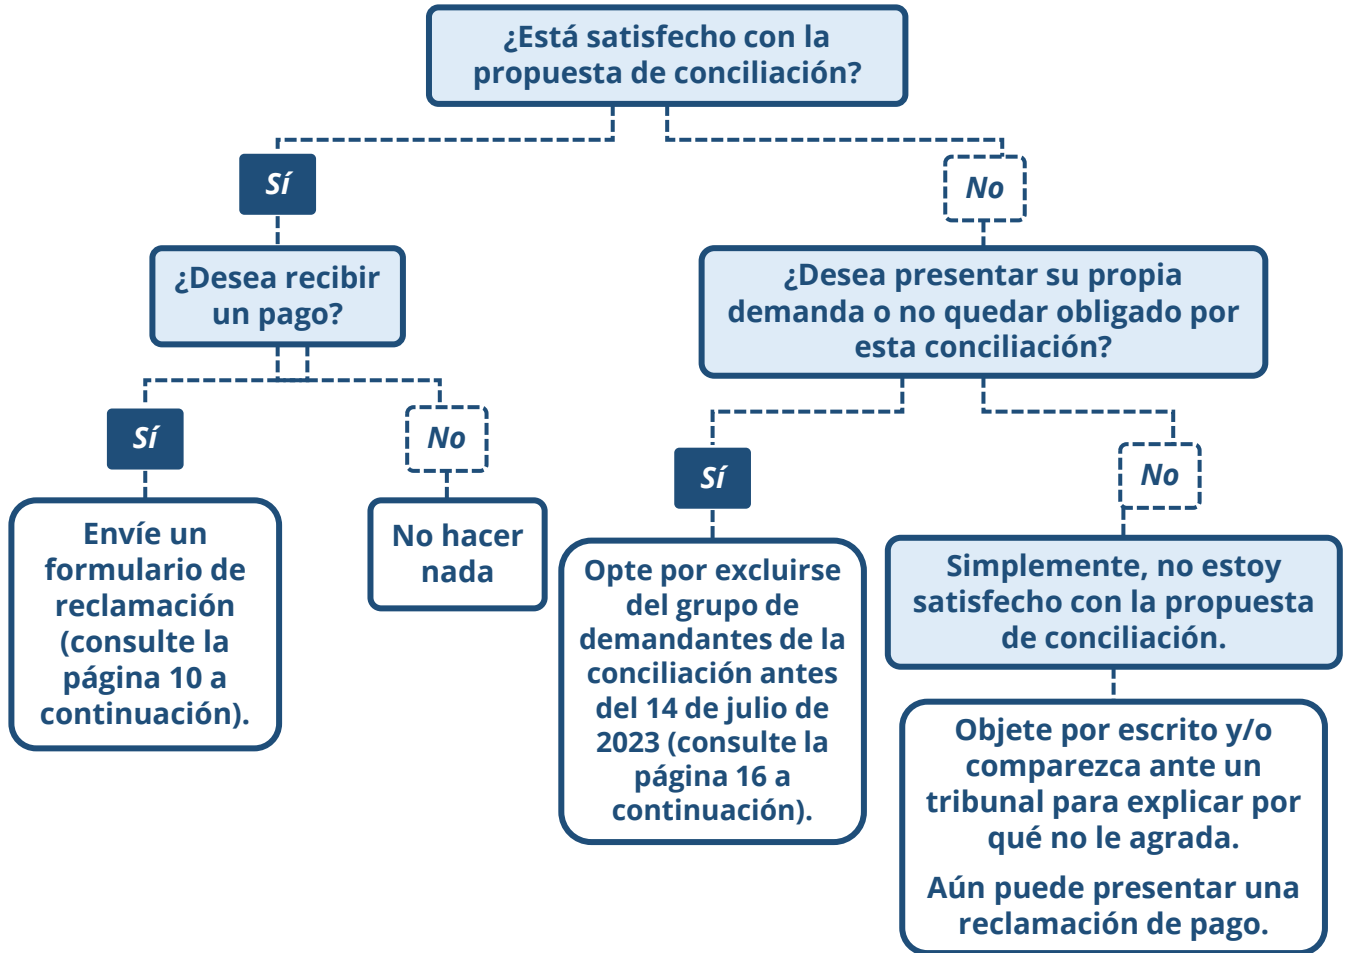 ¿Está satisfecho con la
propuesta de conciliación?
Sí
No
¿Desea recibir
un pago?
¿Desea presentar su propia
demanda o no quedar obligado por
esta conciliación?
Sí
No
Sí
No
Envíe un
formulario de
reclamación
(consulte la
página 10 a
continuación).
No hacer
nada
Opte por excluirse
del grupo de
demandantes de la
conciliación antes
del 14 de julio de
2023 (consulte la
página 16 a
continuación).
Simplemente, no estoy
satisfecho con la propuesta
de conciliación.
Objete por escrito y/o
comparezca ante un
tribunal para explicar por
qué no le agrada.
Aún puede presentar una
reclamación de pago.